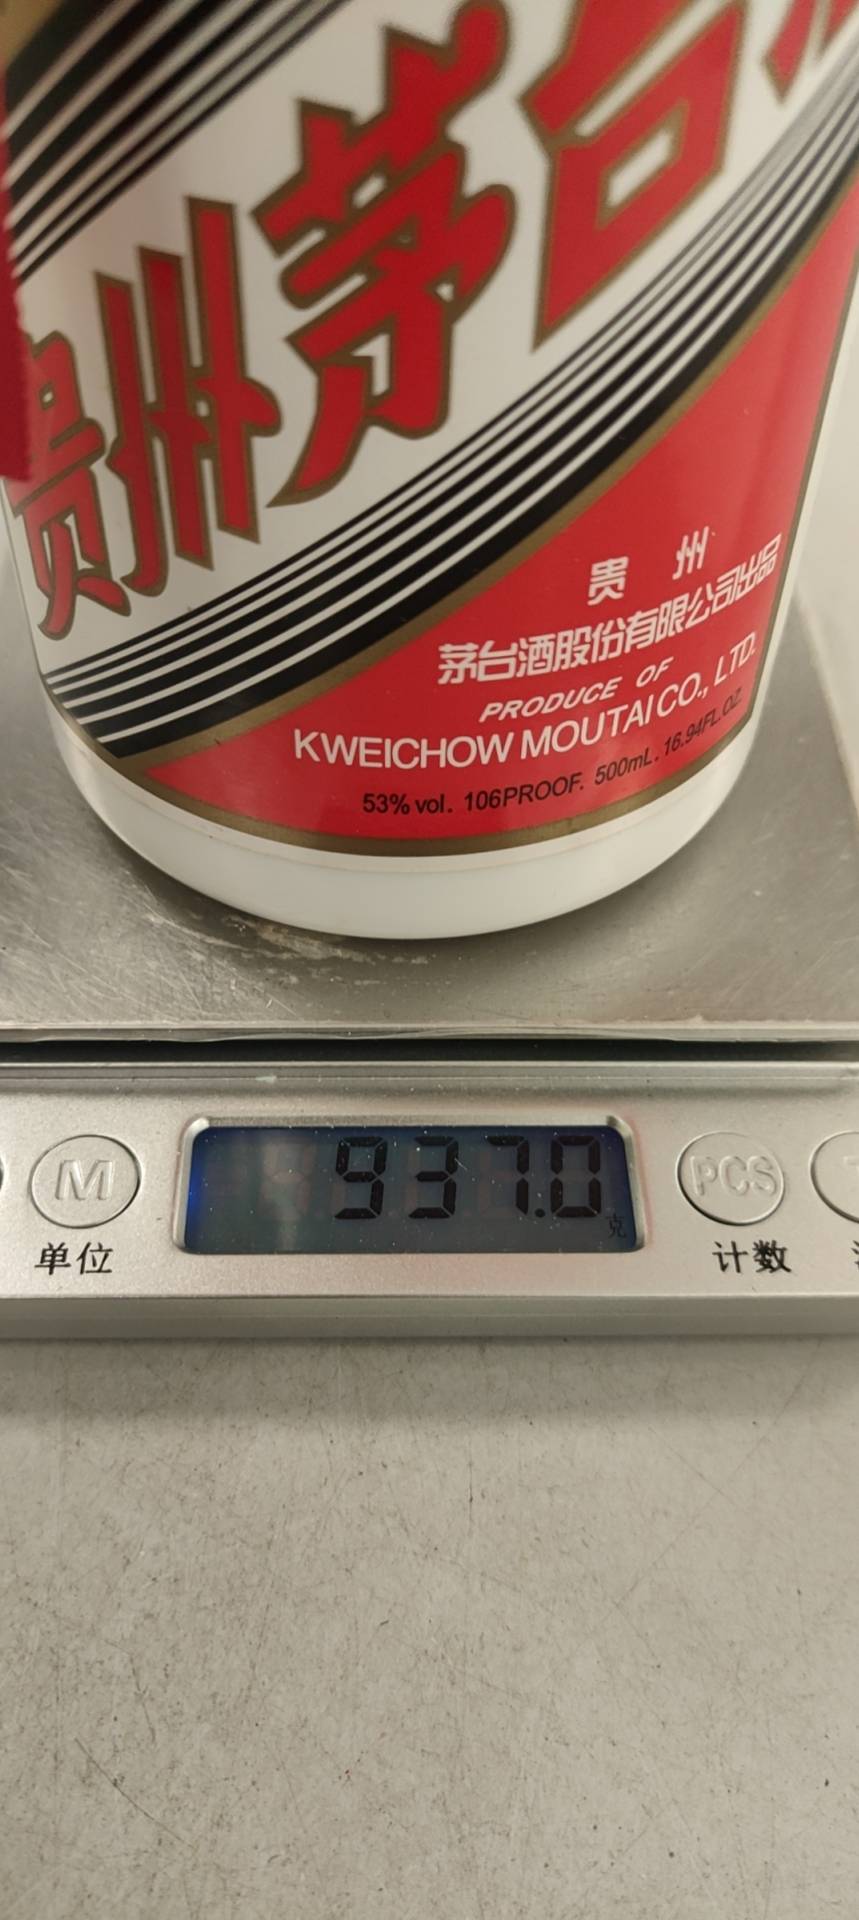 贵州茅台
贵 州
茅台酒股份有限公司出品
PRODUCE OF
KWEICHOW MOUTAI CO., LTD.
53% vol. 106PROOF. 500mL. 16.94FL.OZ.
M
937.0
克
PCS
单位
计数